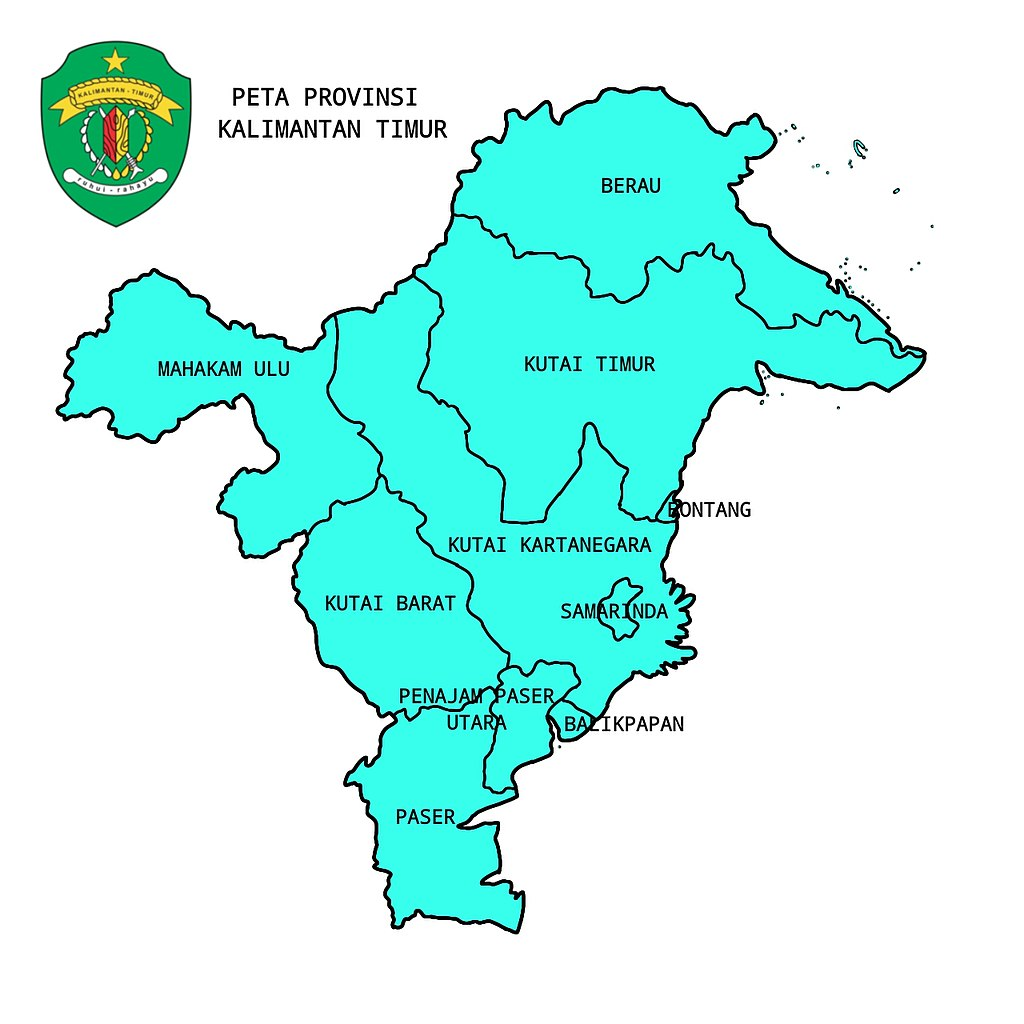 PETA PROVINSI
KALIMANTAN TIMUR
KALIMANTAN - TIMUR
ruhui - rahayu
BERAU
MAHAKAM ULU
KUTAI TIMUR
BONTANG
KUTAI KARTANEGARA
KUTAI BARAT
SAMARINDA
PENAJAM PASER
UTARA
BALIKPAPAN
PASER